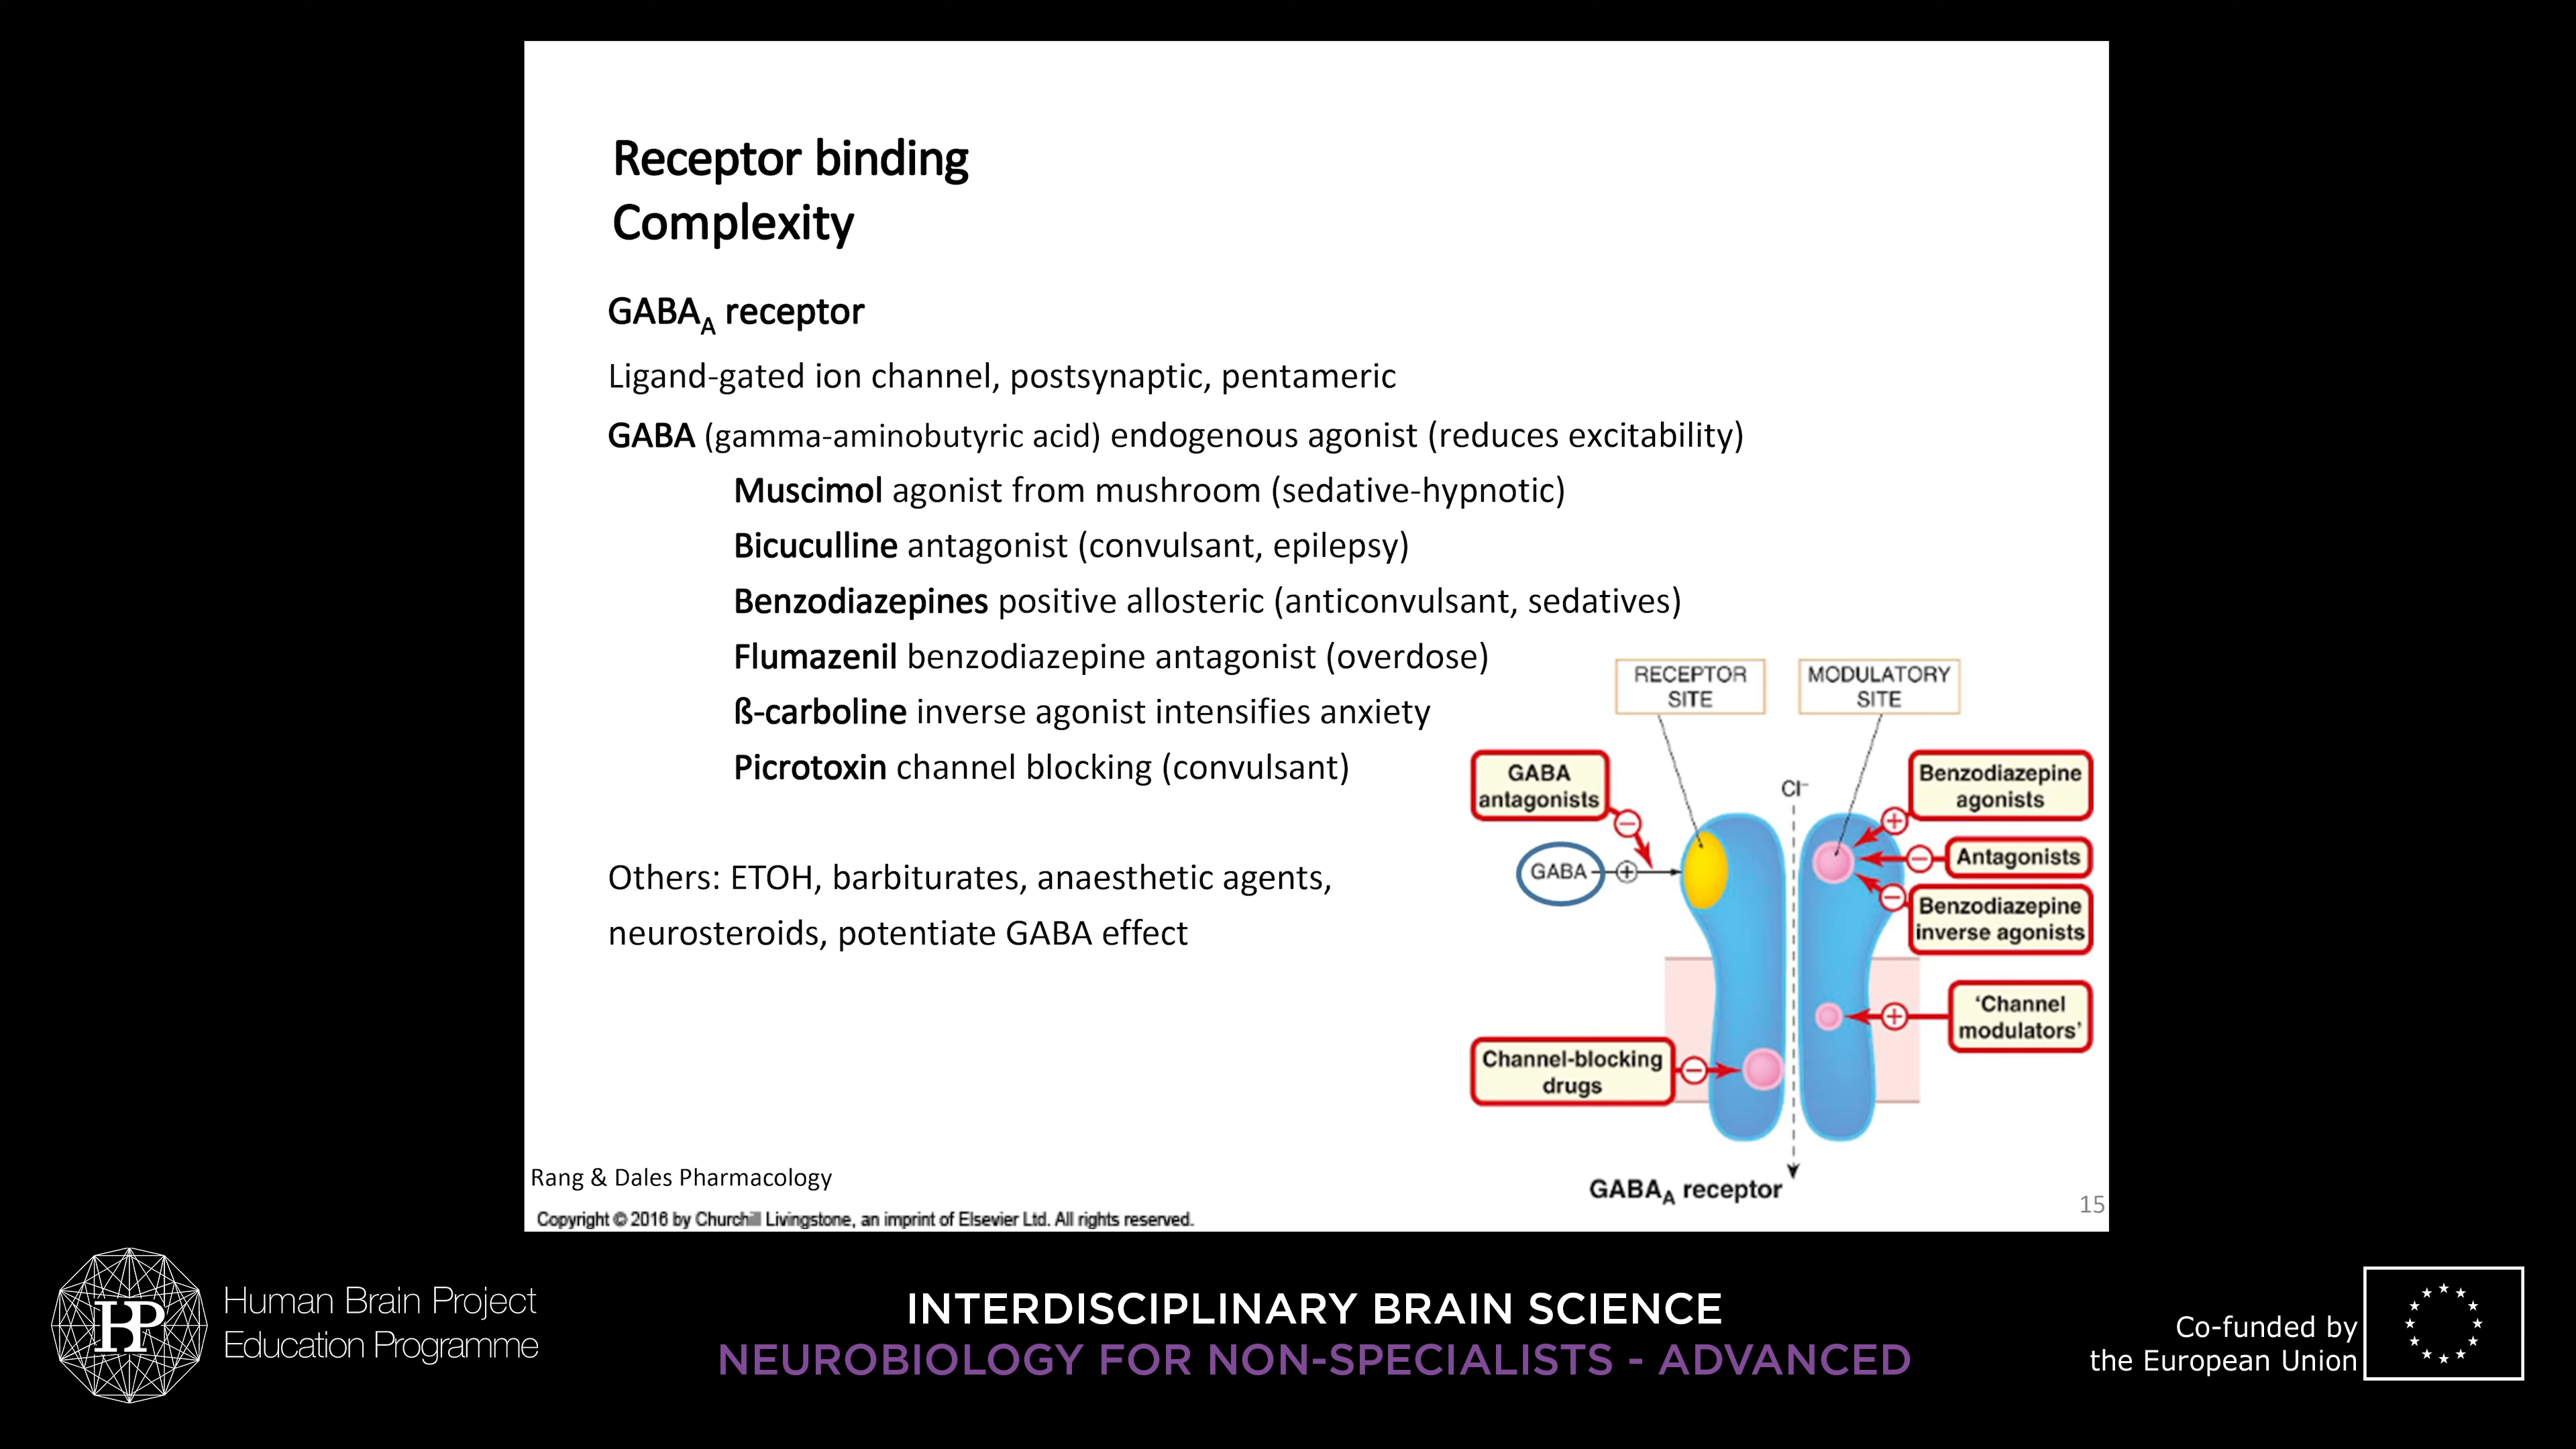 Receptor binding
Complexity
GABAA receptor
Ligand-gated ion channel, postsynaptic, pentameric
GABA (gamma-aminobutyric acid) endogenous agonist (reduces excitability)
Muscimol agonist from mushroom (sedative-hypnotic)
Bicuculline antagonist (convulsant, epilepsy)
Benzodiazepines positive allosteric (anticonvulsant, sedatives)
Flumazenil benzodiazepine antagonist (overdose)
ß-carboline inverse agonist intensifies anxiety
Picrotoxin channel blocking (convulsant)
Others: ETOH, barbiturates, anaesthetic agents,
neurosteroids, potentiate GABA effect
RECEPTOR
SITE
MODULATORY
SITE
GABA
antagonists
Cl⁻
Benzodiazepine
agonists
GABA
Antagonists
Benzodiazepine
inverse agonists
'Channel
modulators'
Channel-blocking
drugs
GABAA receptor
Rang & Dales Pharmacology
Copyright © 2016 by Churchill Livingstone, an imprint of Elsevier Ltd. All rights reserved.
15
HBP
Human Brain Project
Education Programme
INTERDISCIPLINARY BRAIN SCIENCE
NEUROBIOLOGY FOR NON-SPECIALISTS - ADVANCED
Co-funded by
the European Union